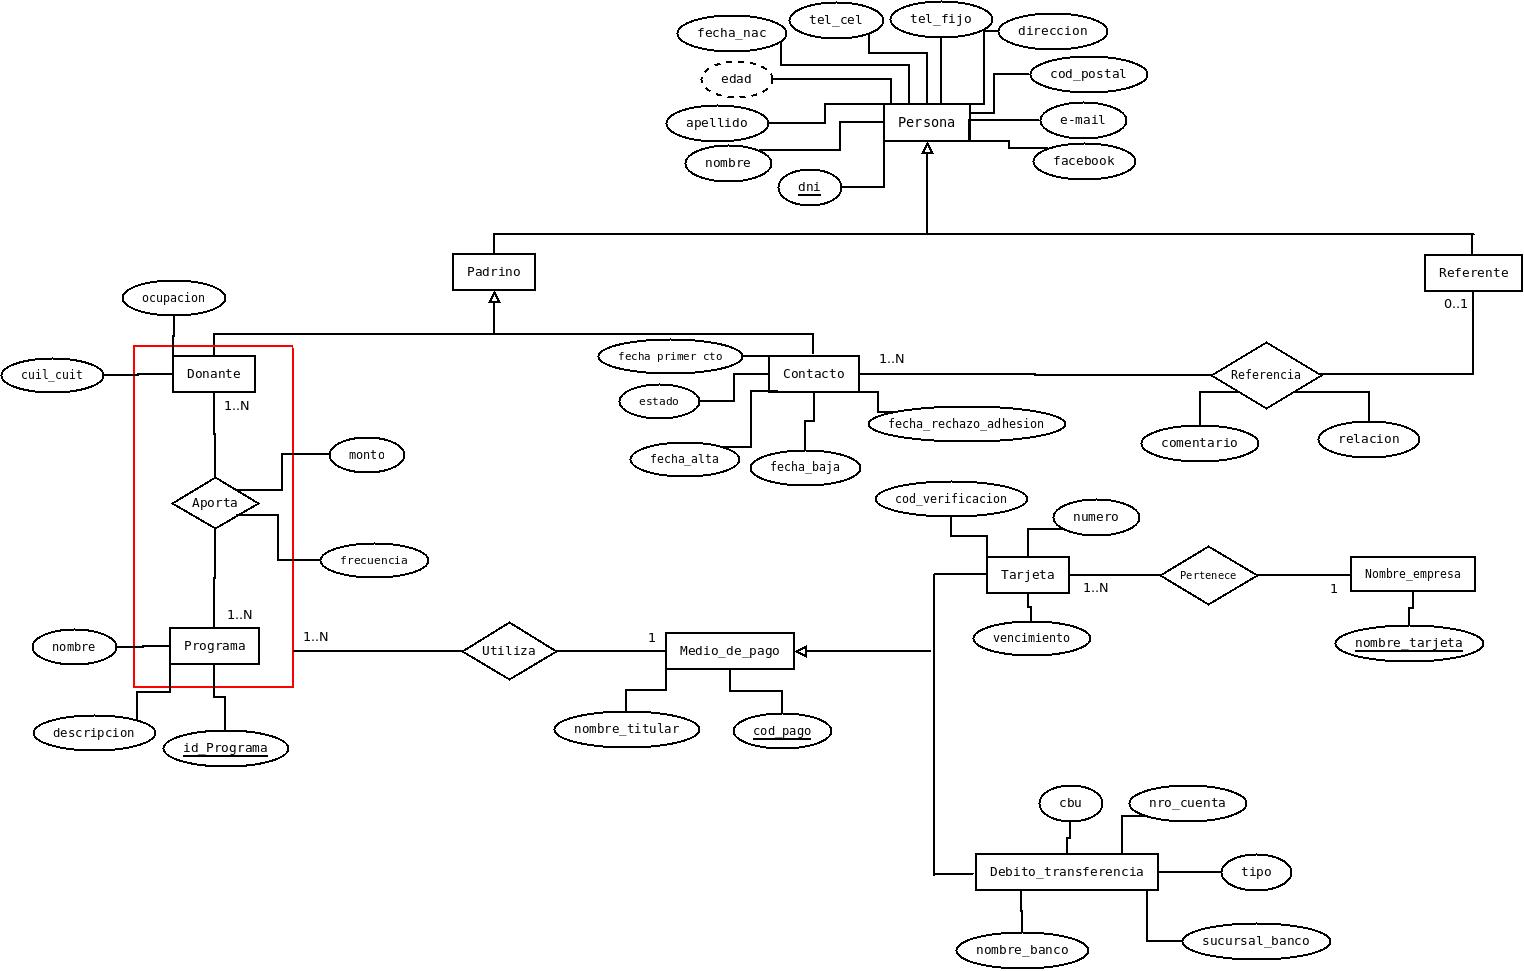 tel_cel
tel_fijo
fecha_nac
direccion
edad
cod_postal
apellido
Persona
e-mail
nombre
facebook
dni
Padrino
Referente
ocupacion
0..1
fecha primer cto
1..N
cuil_cuit
Donante
Contacto
Referencia
1..N
estado
fecha_rechazo_adhesion
comentario
relacion
monto
fecha_alta
fecha_baja
Aporta
cod_verificacion
numero
frecuencia
Tarjeta
Pertenece
Nombre_empresa
1..N
1
1..N
nombre
Programa
1..N
Utiliza
1
Medio_de_pago
vencimiento
nombre_tarjeta
descripcion
id_Programa
nombre_titular
cod_pago
cbu
nro_cuenta
Debito_transferencia
tipo
nombre_banco
sucursal_banco